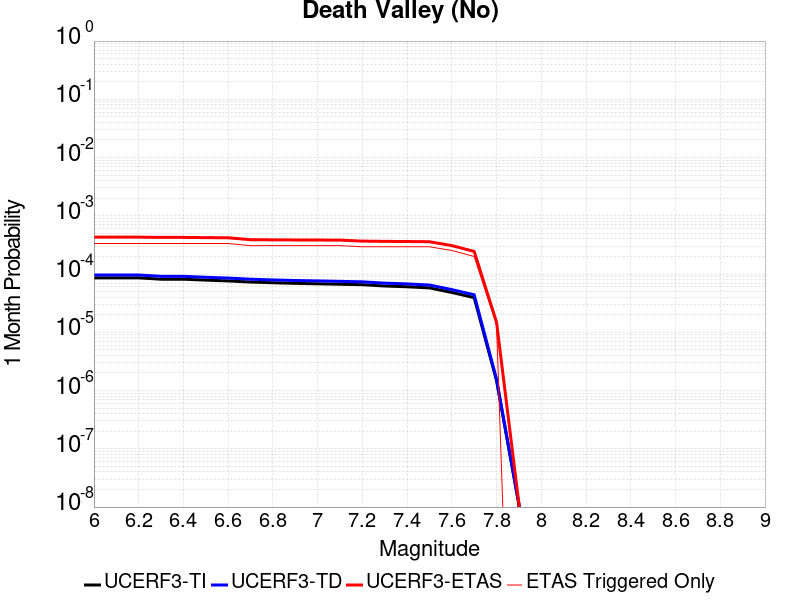 Death Valley (No)
10^0
10^-1
10^-2
10^-3
10^-4
10^-5
10^-6
10^-7
10^-8
1 Month Probability
6 6.2 6.4 6.6 6.8 7 7.2 7.4 7.6 7.8 8 8.2 8.4 8.6 8.8 9
Magnitude
UCERF3-TI UCERF3-TD UCERF3-ETAS ETAS Triggered Only